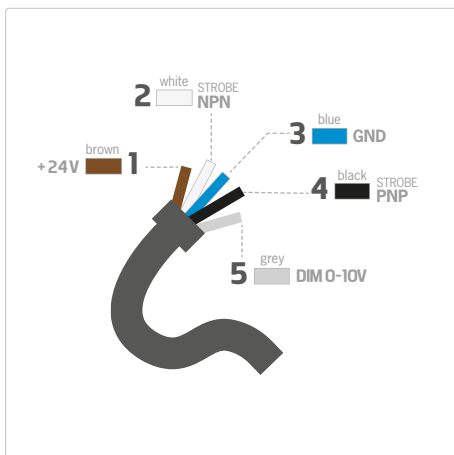 white
2 STROBE
NPN
blue
3 GND
brown
+24V 1
black
4 STROBE
PNP
grey
5 DIM 0-10V